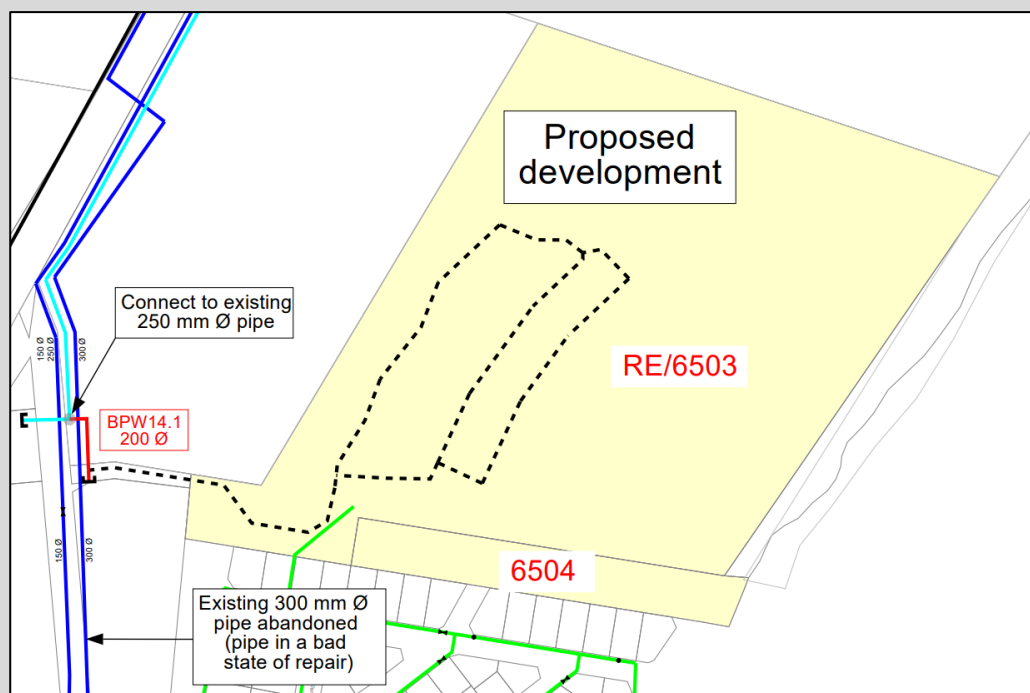 Proposed
development
Connect to existing
250 mm Ø pipe
150 Ø
250 Ø
300 Ø
RE/6503
BPW14.1
200 Ø
150 Ø
300 Ø
6504
Existing 300 mm Ø
pipe abandoned
(pipe in a bad
state of repair)